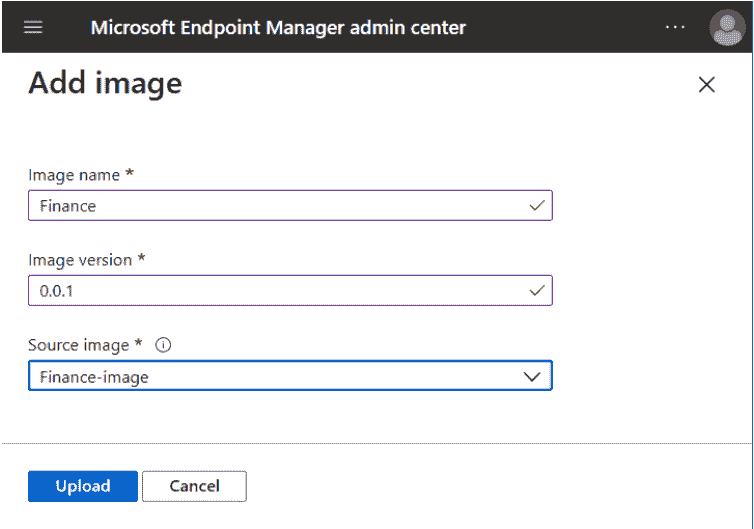 Microsoft Endpoint Manager admin center ...
Add image
Image name *
Finance
Image version *
0.0.1
Source image *
Finance-image
Upload Cancel